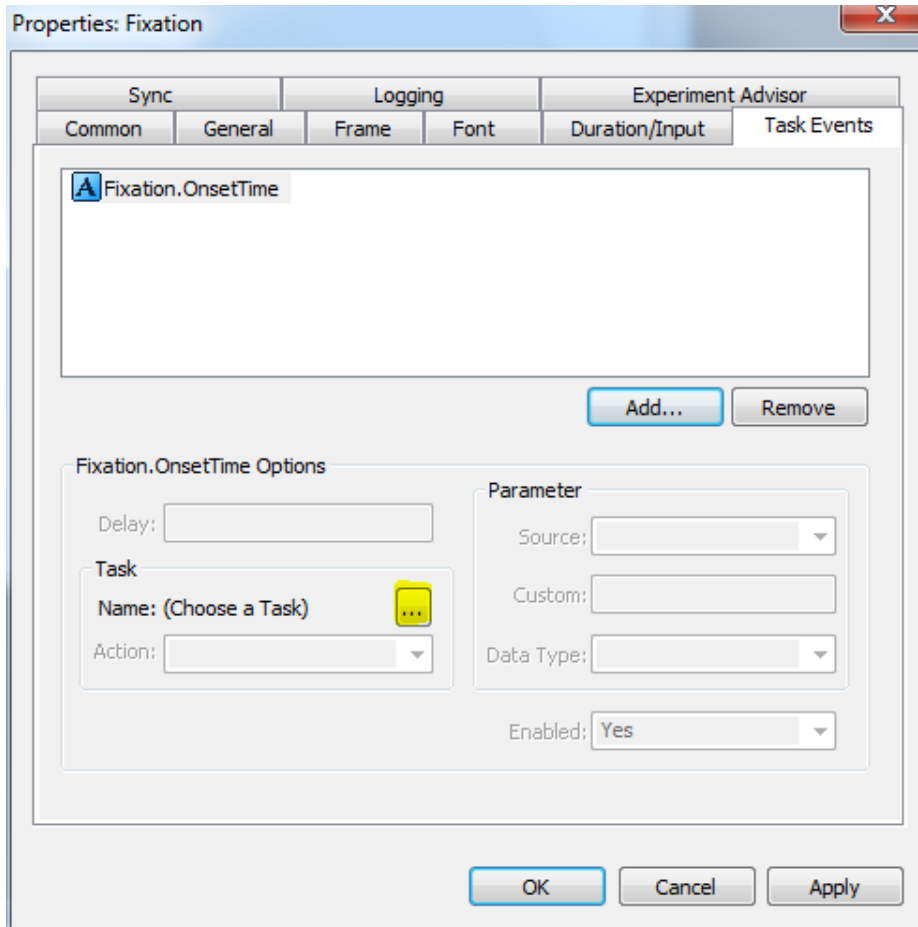 Properties: Fixation
x
Sync Logging Experiment Advisor
Common General Frame Font Duration/Input Task Events
A Fixation.OnsetTime
Add... Remove
Fixation.OnsetTime Options
Delay:
Task
Name: (Choose a Task) ...
Action:
Parameter
Source:
Custom:
Data Type:
Enabled: Yes
OK Cancel Apply